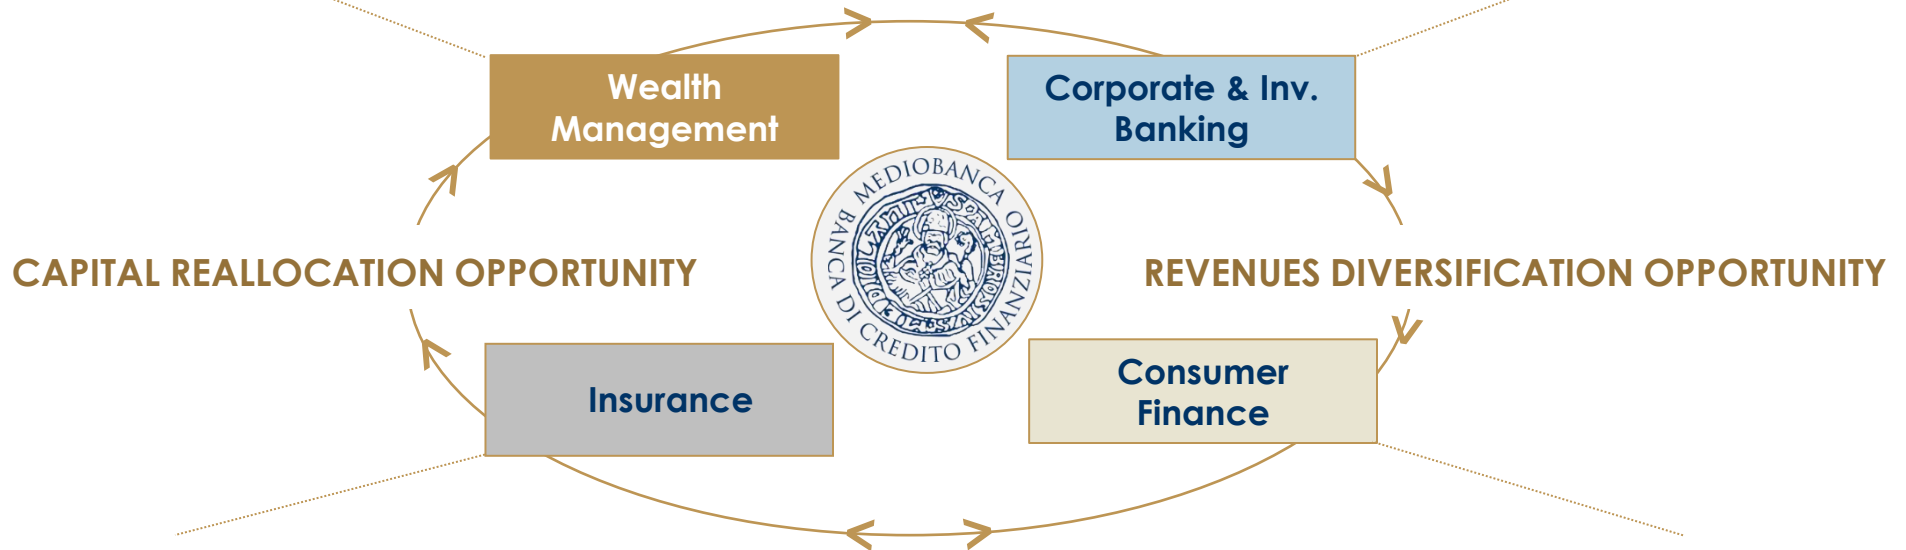 Wealth
Management
Corporate & Inv.
Banking
MEDIOBANCA
BANCA DI CREDITO FINANZIARIO
CAPITAL REALLOCATION OPPORTUNITY
REVENUES DIVERSIFICATION OPPORTUNITY
Insurance
Consumer
Finance